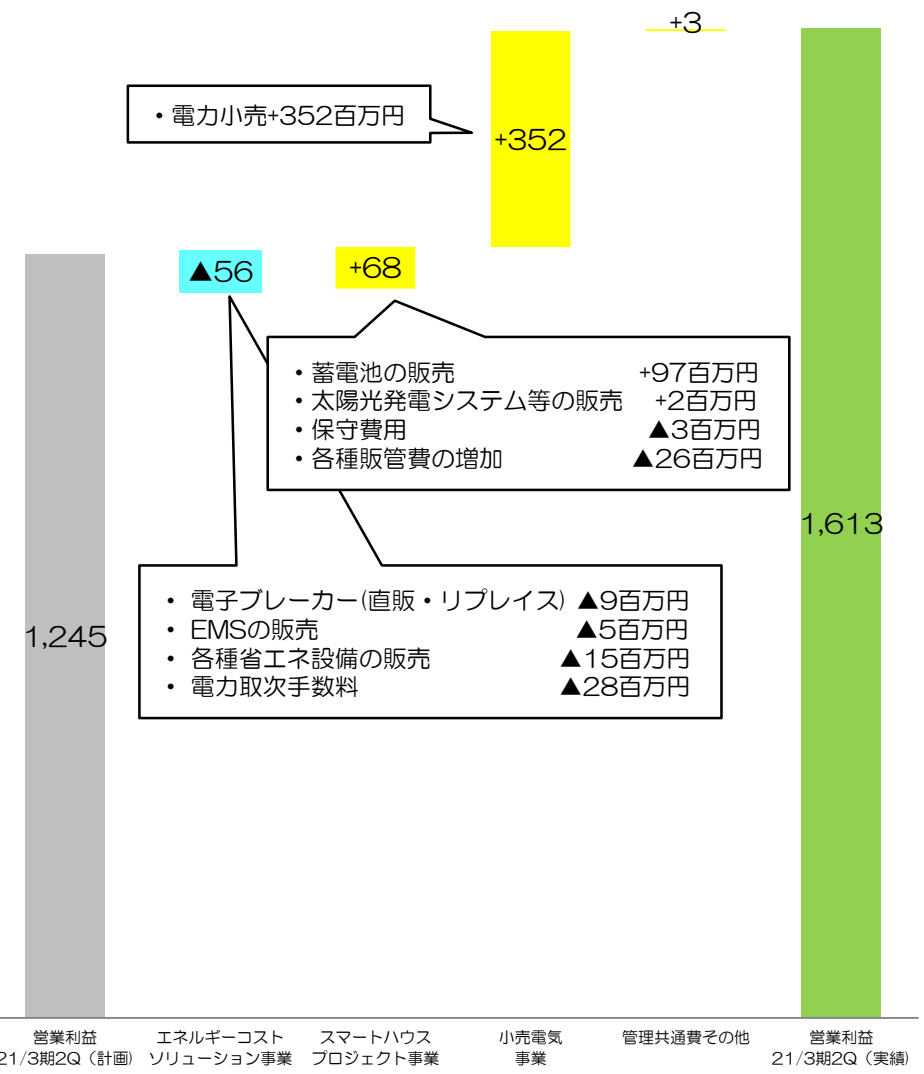 +3
・電力小売+352百万円
+352
▲56
+68
・蓄電池の販売 +97百万円
・太陽光発電システム等の販売 +2百万円
・保守費用 ▲3百万円
・各種販管費の増加 ▲26百万円
1,613
1,245
・ 電子ブレーカー(直販・リプレイス) ▲9百万円
・ EMSの販売 ▲5百万円
・ 各種省エネ設備の販売 ▲15百万円
・ 電力取次手数料 ▲28百万円
営業利益
21/3期2Q（計画）
エネルギーコスト
ソリューション事業
スマートハウス
プロジェクト事業
小売電気
事業
管理共通費その他
営業利益
21/3期2Q（実績）